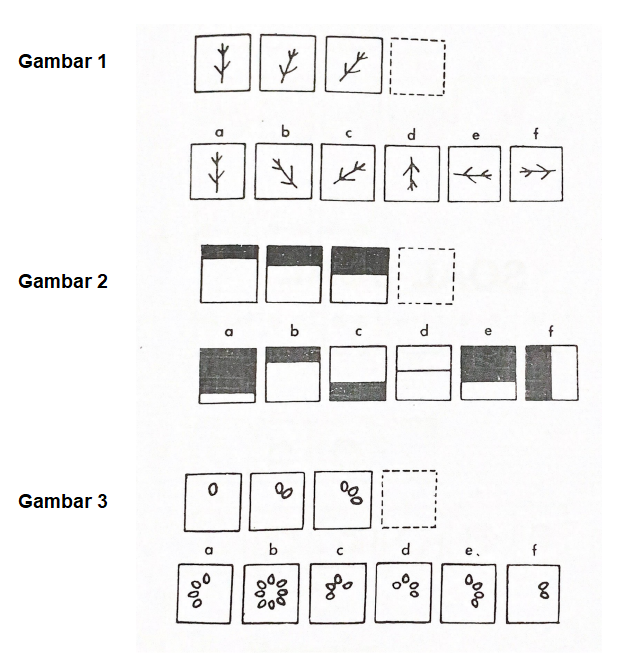 Gambar 1
a b c d e f
Gambar 2
a b c d e f
Gambar 3
a b c d e. f